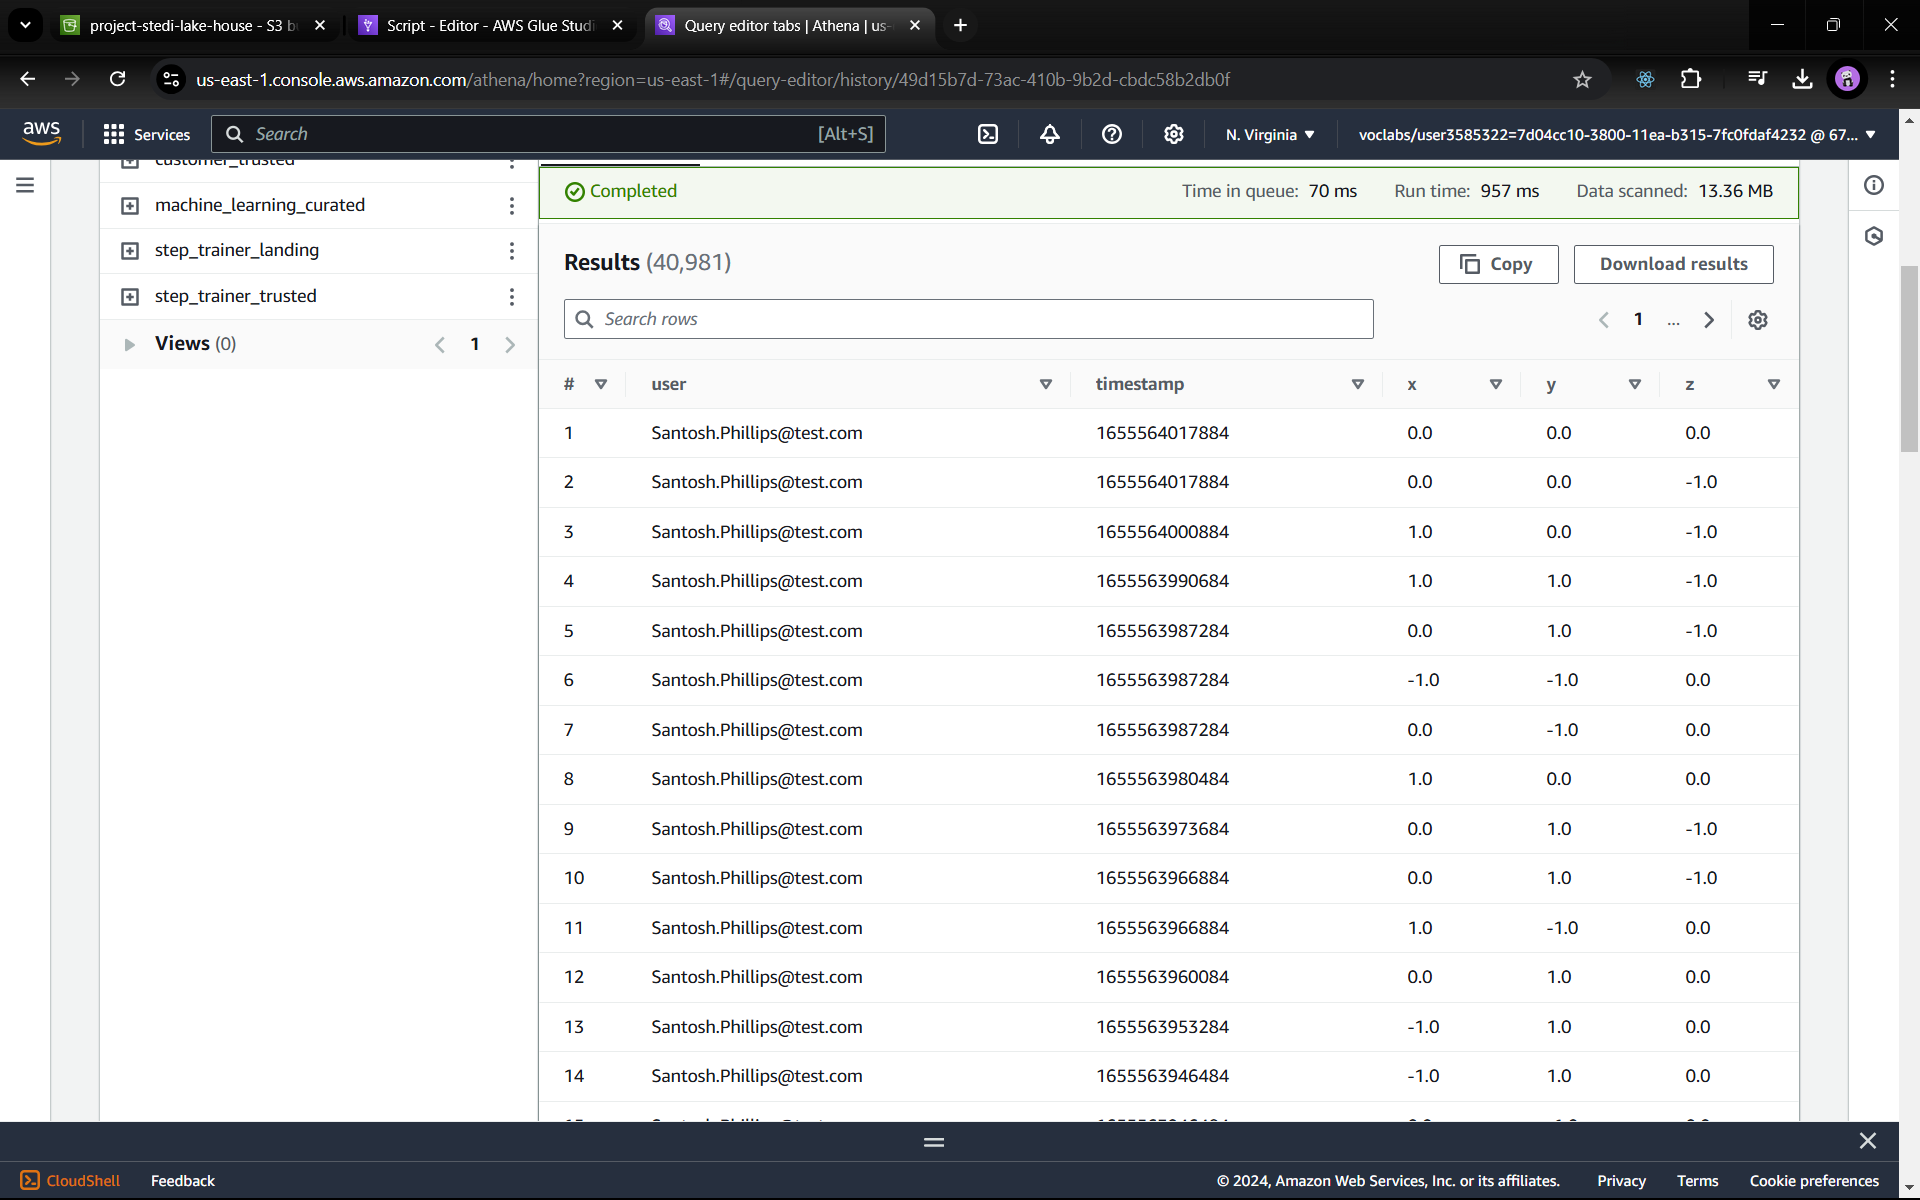 project-stedi-lake-house - S3 b
Script - Editor - AWS Glue Studi
Query editor tabs | Athena | us-
us-east-1.console.aws.amazon.com/athena/home?region=us-east-1#/query-editor/history/49d15b7d-73ac-410b-9b2d-cbdc58b2db0f
aws Services Search [Alt+S] N. Virginia voclabs/user3585322=7d04cc10-3800-11ea-b315-7fc0fdaf4232 @ 67...
customer_trusted
machine_learning_curated
step_trainer_landing
step_trainer_trusted
Views (0) 1
Completed Time in queue: 70 ms Run time: 957 ms Data scanned: 13.36 MB
Results (40,981) Copy Download results
Search rows 1 ...
# user timestamp x y z
1 Santosh.Phillips@test.com 1655564017884 0.0 0.0 0.0
2 Santosh.Phillips@test.com 1655564017884 0.0 0.0 -1.0
3 Santosh.Phillips@test.com 1655564000884 1.0 0.0 -1.0
4 Santosh.Phillips@test.com 1655563990684 1.0 1.0 -1.0
5 Santosh.Phillips@test.com 1655563987284 0.0 1.0 -1.0
6 Santosh.Phillips@test.com 1655563987284 -1.0 -1.0 0.0
7 Santosh.Phillips@test.com 1655563987284 0.0 -1.0 0.0
8 Santosh.Phillips@test.com 1655563980484 1.0 0.0 0.0
9 Santosh.Phillips@test.com 1655563973684 0.0 1.0 -1.0
10 Santosh.Phillips@test.com 1655563966884 0.0 1.0 -1.0
11 Santosh.Phillips@test.com 1655563966884 1.0 -1.0 0.0
12 Santosh.Phillips@test.com 1655563960084 0.0 1.0 0.0
13 Santosh.Phillips@test.com 1655563953284 -1.0 1.0 0.0
14 Santosh.Phillips@test.com 1655563946484 -1.0 1.0 0.0
CloudShell Feedback © 2024, Amazon Web Services, Inc. or its affiliates. Privacy Terms Cookie preferences